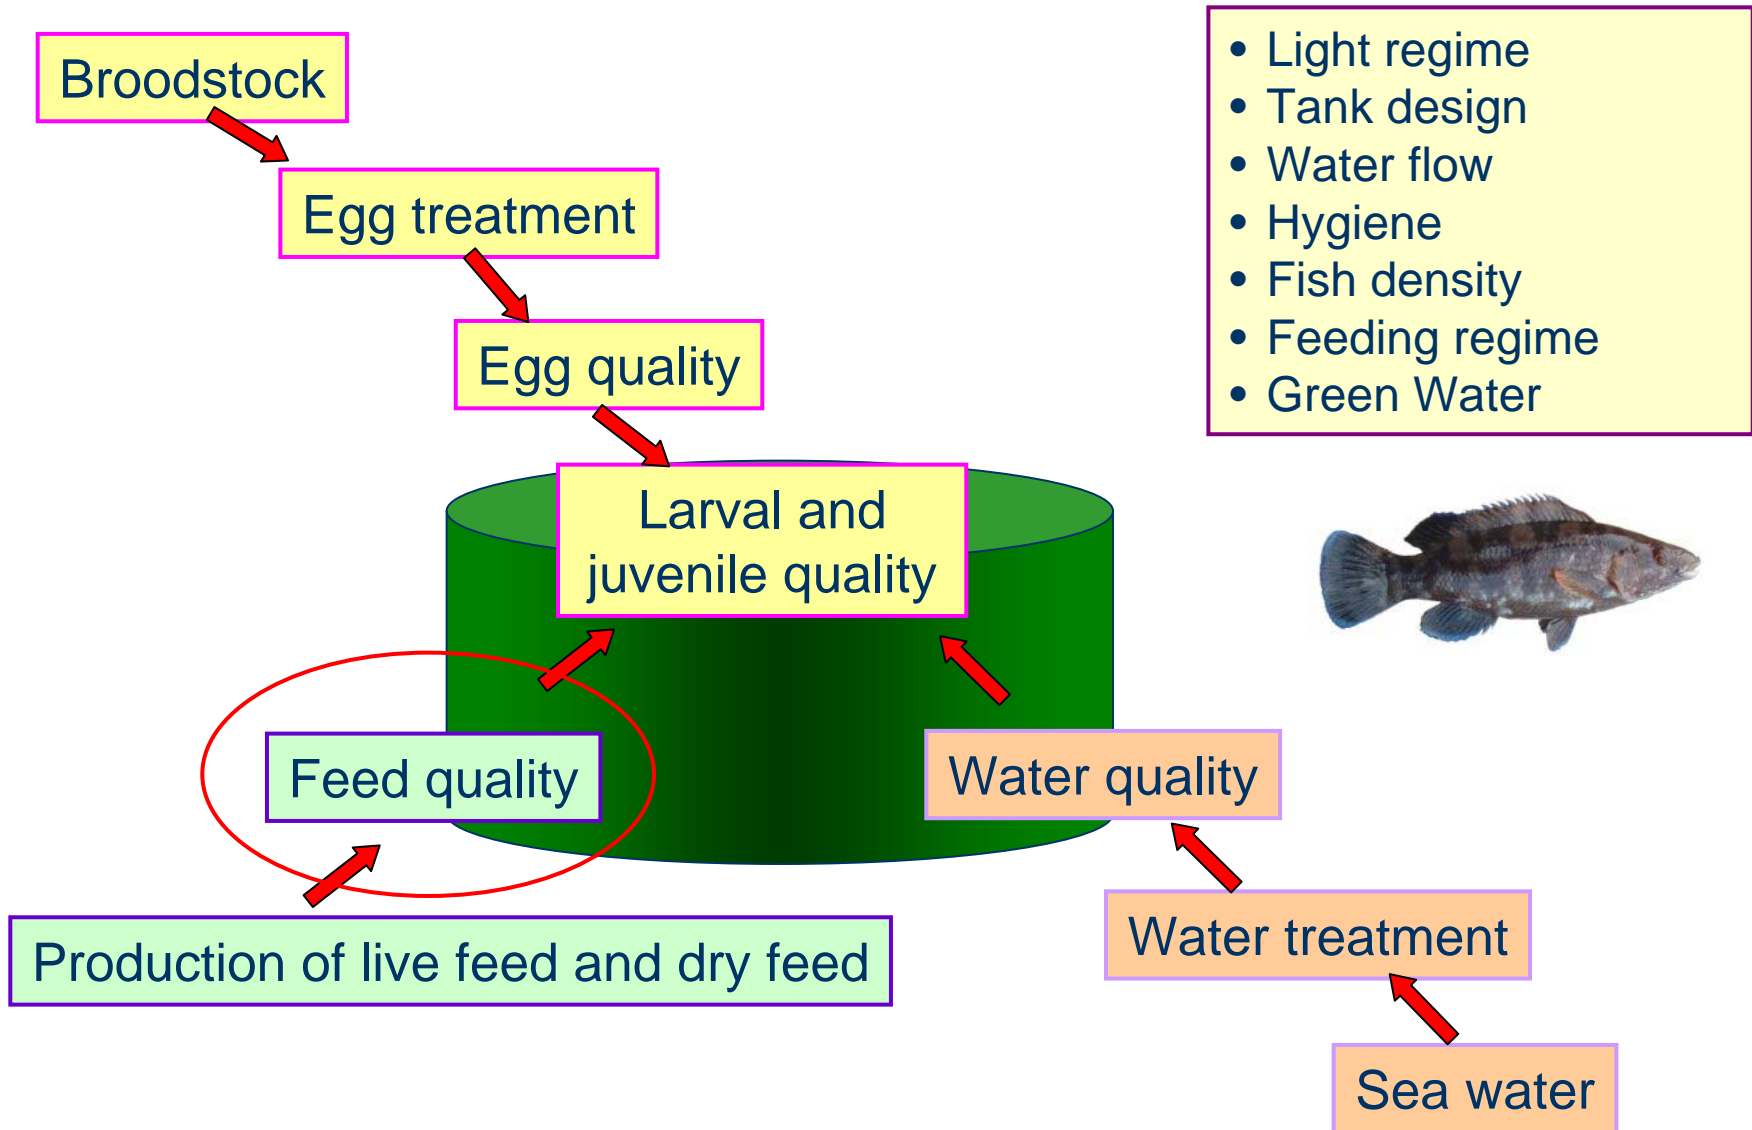 Broodstock
Egg treatment
Egg quality
Larval and
juvenile quality
Feed quality
Production of live feed and dry feed
Water quality
Water treatment
Sea water
• Light regime
• Tank design
• Water flow
• Hygiene
• Fish density
• Feeding regime
• Green Water